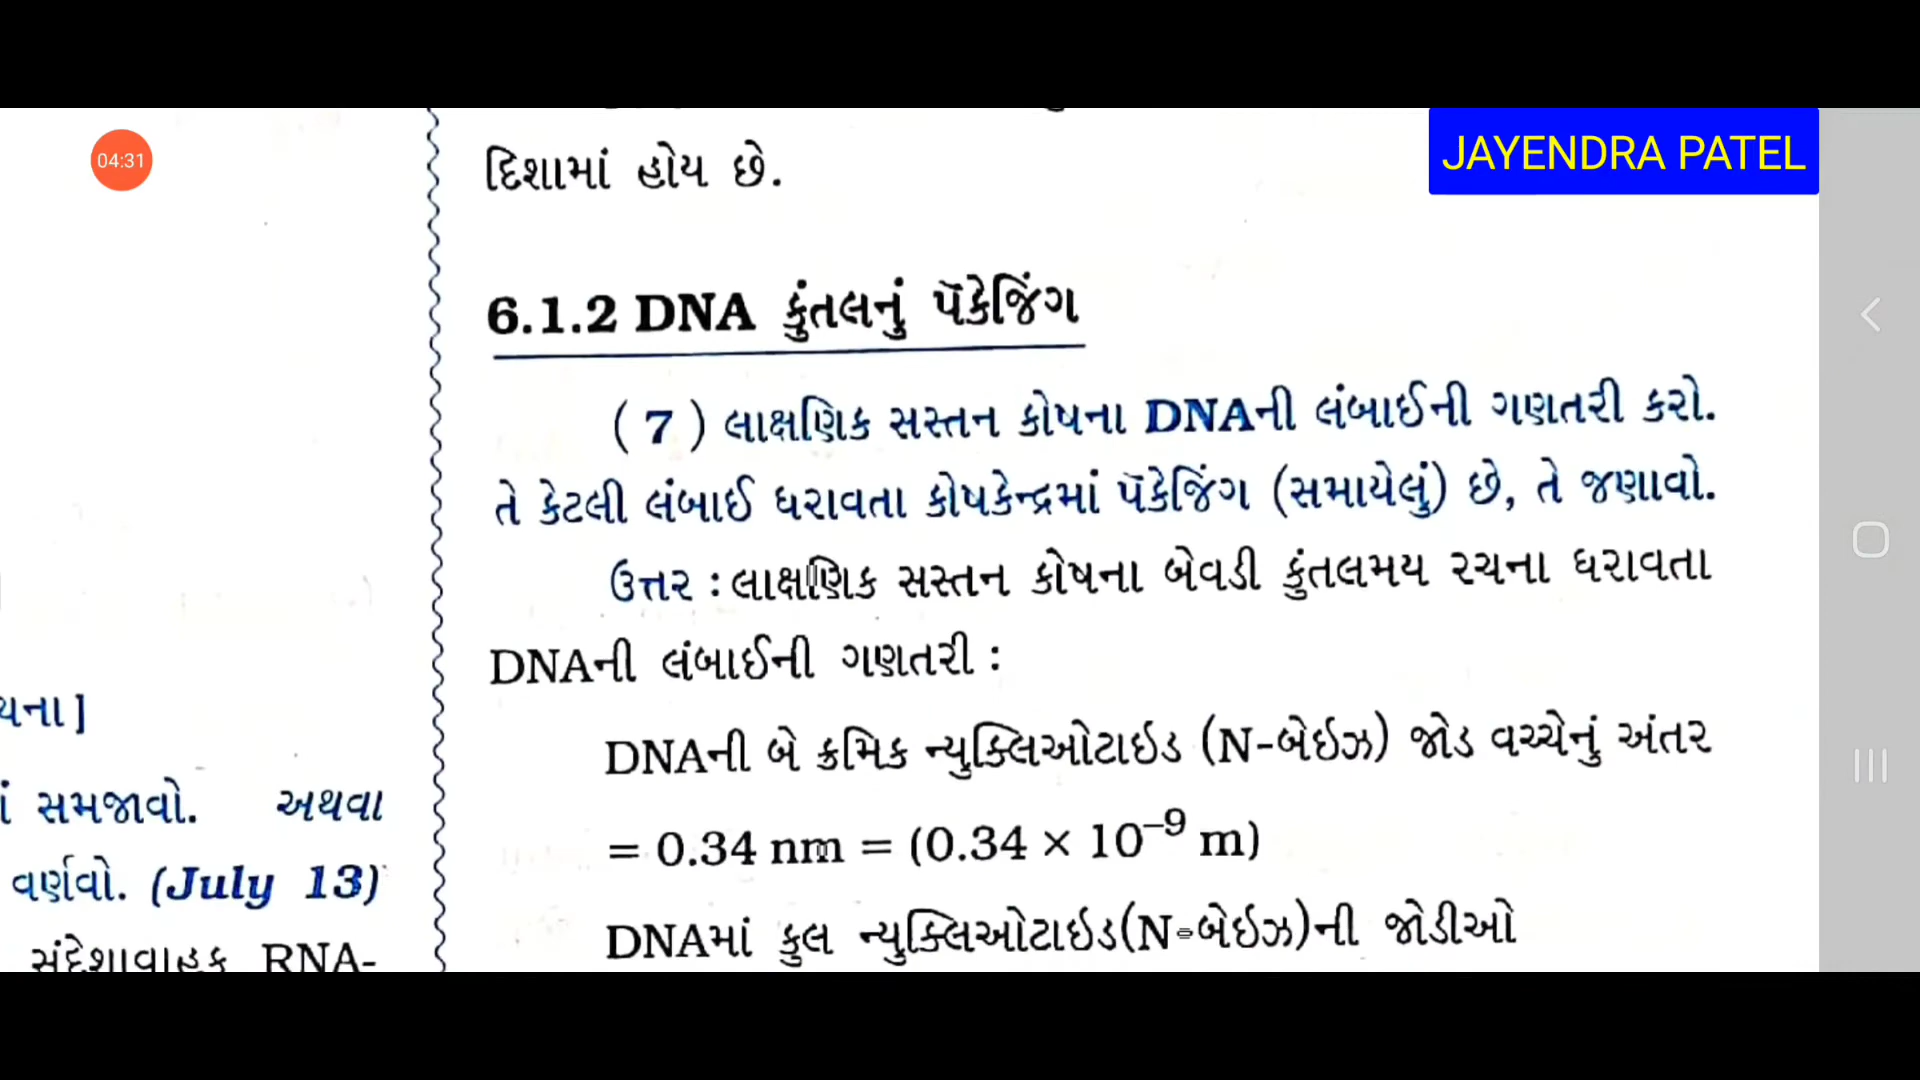 04:31
JAYENDRA PATEL
દિશામાં હોય છે.
6.1.2 DNA કુંતલનું પૅકેજિંગ
( 7 ) લાક્ષણિક સસ્તન કોષના DNAની લંબાઈની ગણતરી કરો.
તે કેટલી લંબાઈ ધરાવતા કોષકેન્દ્રમાં પૅકેજિંગ (સમાયેલું) છે, તે જણાવો.
ઉત્તર : લાક્ષણિક સસ્તન કોષના બેવડી કુંતલમય રચના ધરાવતા
DNAની લંબાઈની ગણતરી :
DNAની બે ક્રમિક ન્યુક્લિઓટાઇડ (N-બેઇઝ) જોડ વચ્ચેનું અંતર
= 0.34 nm = (0.34 × 10⁻⁹ m)
DNAમાં કુલ ન્યુક્લિઓટાઇડ(N-બેઇઝ)ની જોડીઓ
સમજાવો. અથવા
વર્ણવો. (July 13)
સંદેશાવાહક RNA-